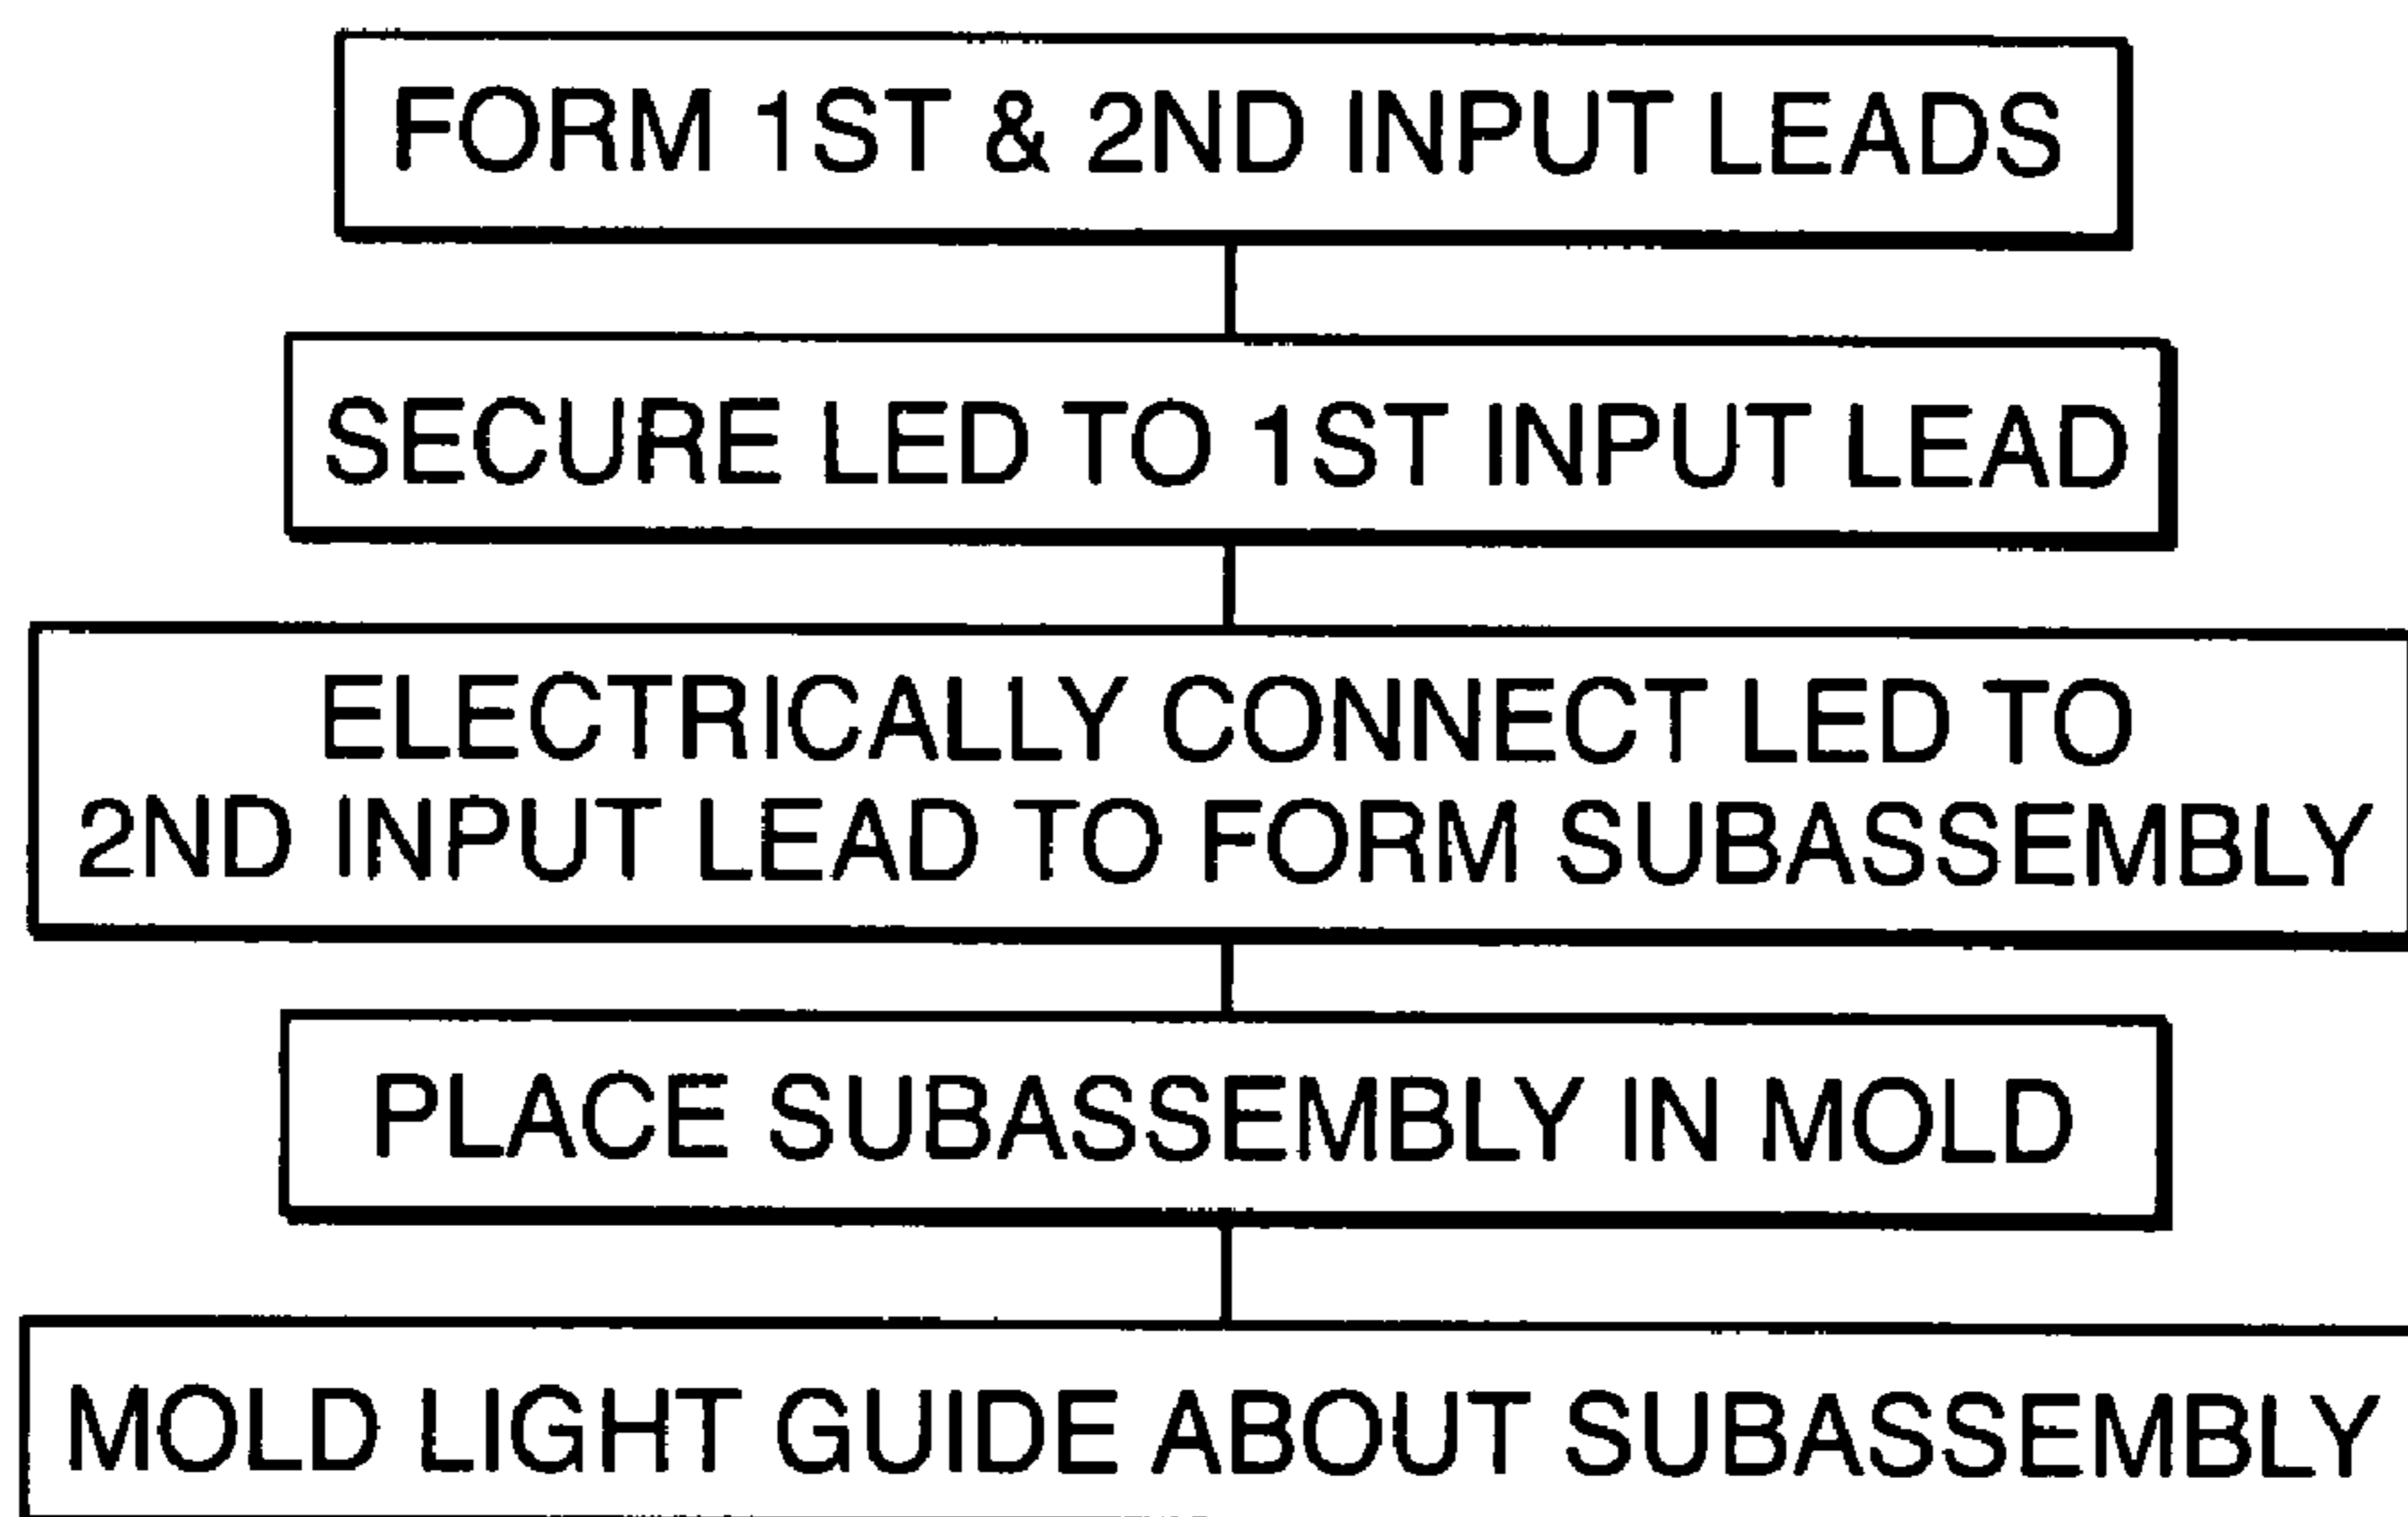 FORM 1ST & 2ND INPUT LEADS
SECURE LED TO 1ST INPUT LEAD
ELECTRICALLY CONNECT LED TO
2ND INPUT LEAD TO FORM SUBASSEMBLY
PLACE SUBASSEMBLY IN MOLD
MOLD LIGHT GUIDE ABOUT SUBASSEMBLY